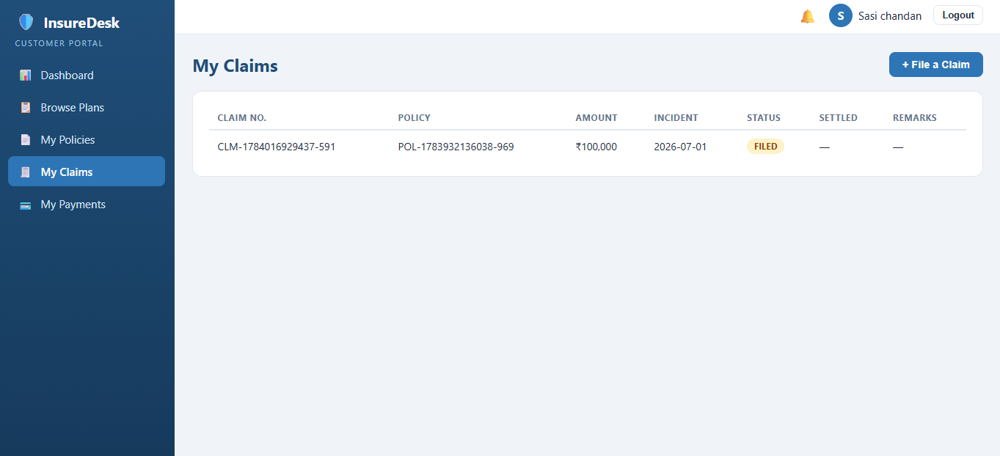 InsureDesk
CUSTOMER PORTAL
Dashboard
Browse Plans
My Policies
My Claims
My Payments
S Sasi chandan Logout
My Claims + File a Claim
CLAIM NO. POLICY AMOUNT INCIDENT STATUS SETTLED REMARKS
CLM-1784016929437-591 POL-1783932136038-969 ₹100,000 2026-07-01 FILED — —